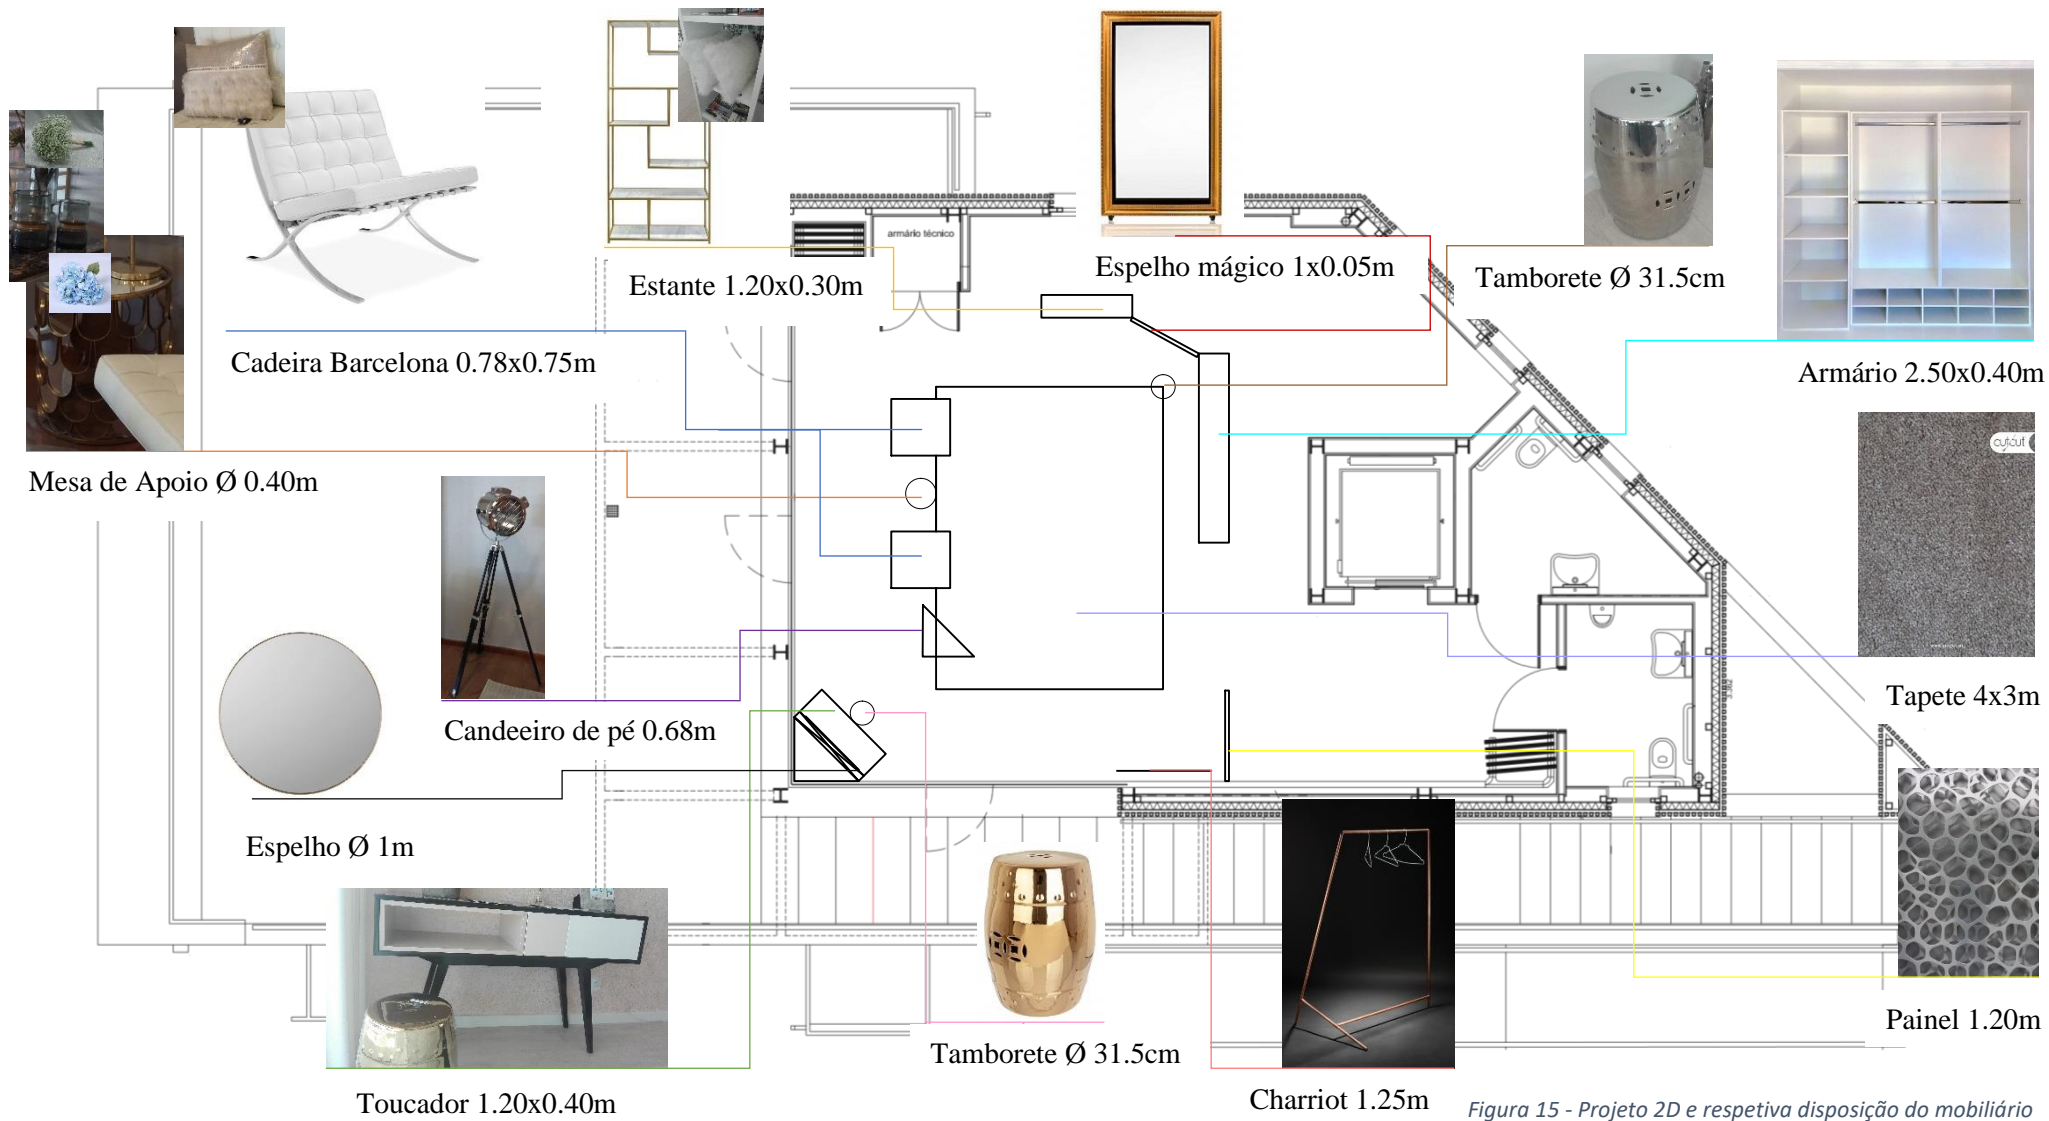 armário técnico
Estante 1.20x0.30m
Espelho mágico 1x0.05m
Tamborete Ø 31.5cm
Cadeira Barcelona 0.78x0.75m
Armário 2.50x0.40m
cutcut
Mesa de Apoio Ø 0.40m
Candeeiro de pé 0.68m
Tapete 4x3m
3.362
Espelho Ø 1m
Painel 1.20m
Tamborete Ø 31.5cm
Toucador 1.20x0.40m
Charriot 1.25m
Figura 15 - Projeto 2D e respetiva disposição do mobiliário